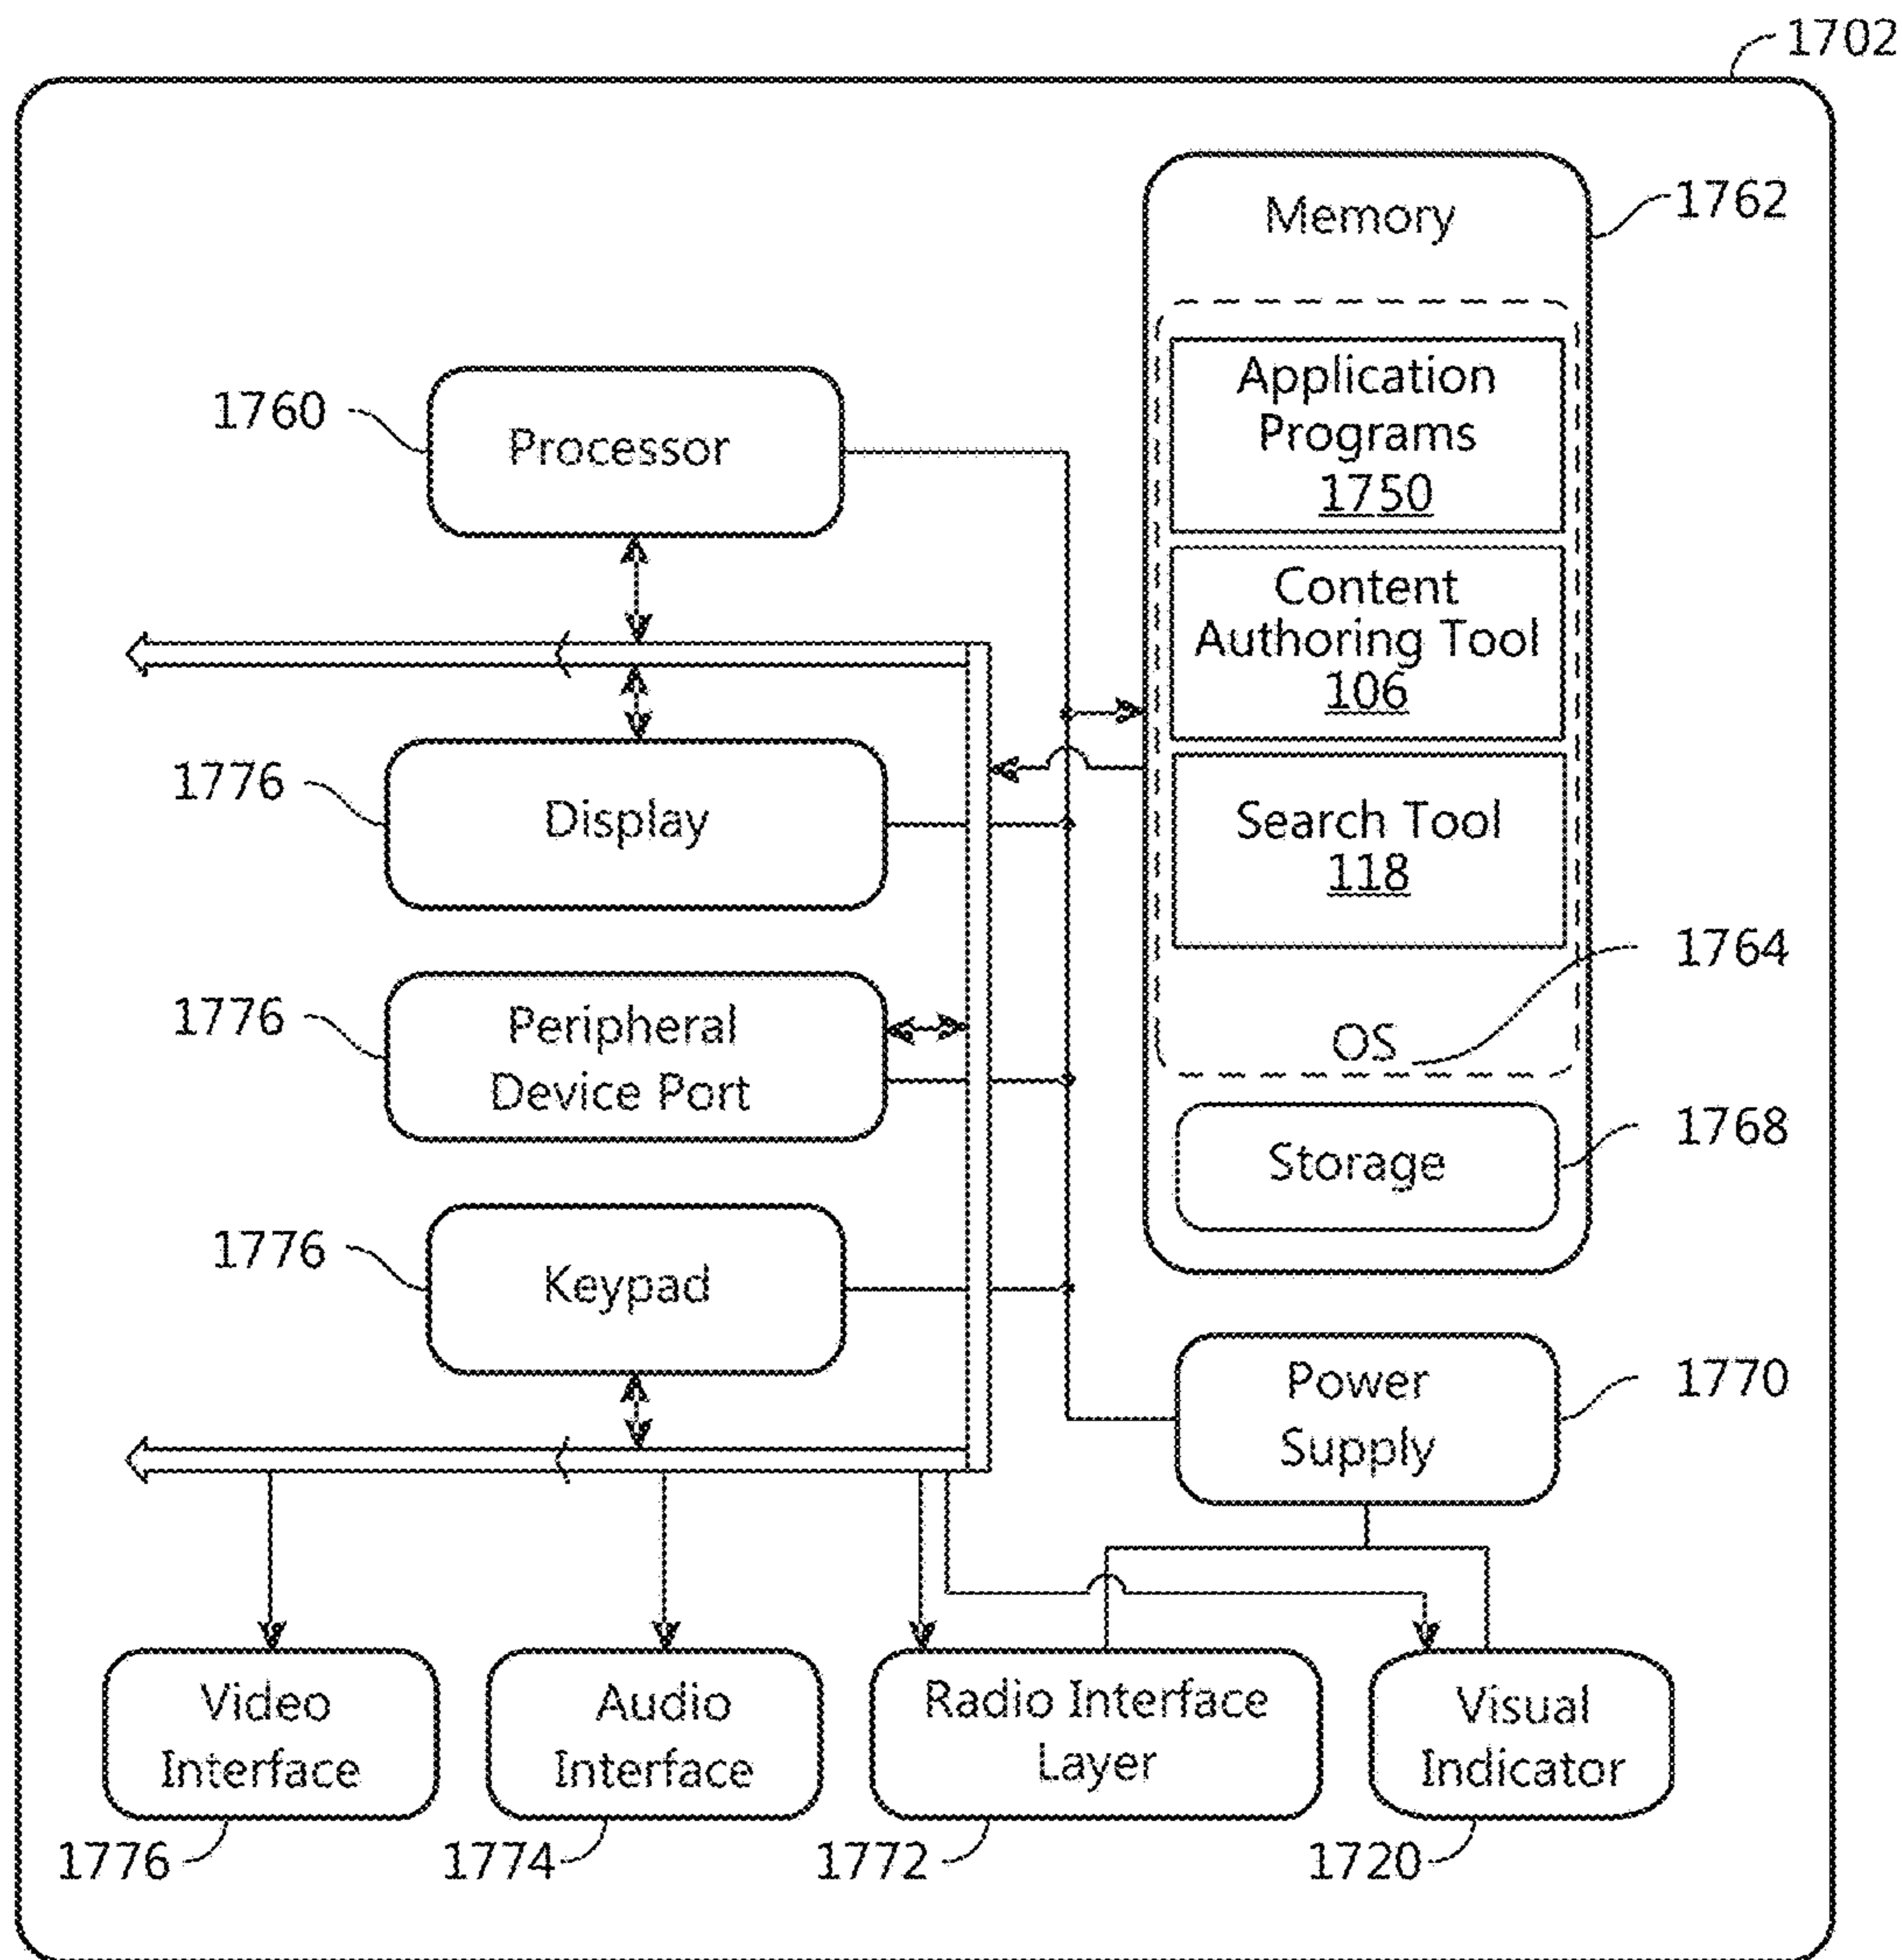 1702
Memory
1762
Application
Programs
1750
1760
Processor
Content
Authoring Tool
106
1776
Display
Search Tool
118
1764
1776
Peripheral
Device Port
OS
1768
Storage
1776
Keypad
Power
Supply
1770
Video
Interface
Audio
Interface
Radio Interface
Layer
Visual
Indicator
1776
1774
1772
1720